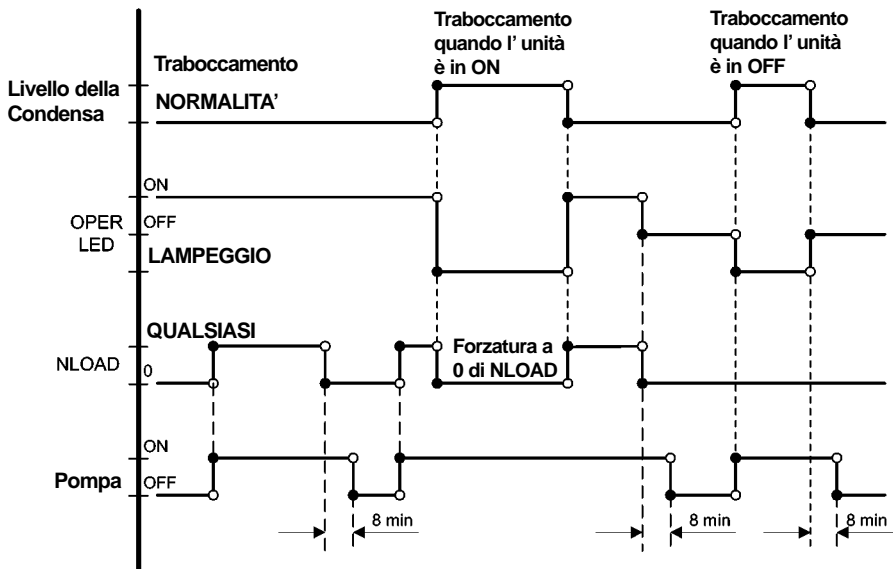 Traboccamento
quando l' unità
è in ON
Traboccamento
quando l' unità
è in OFF
Traboccamento
Livello della
Condensa
NORMALITA'
ON
OPER
LED
OFF
LAMPEGGIO
QUALSIASI
NLOAD
0
Forzatura a
0 di NLOAD
ON
Pompa
OFF
8 min
8 min
8 min